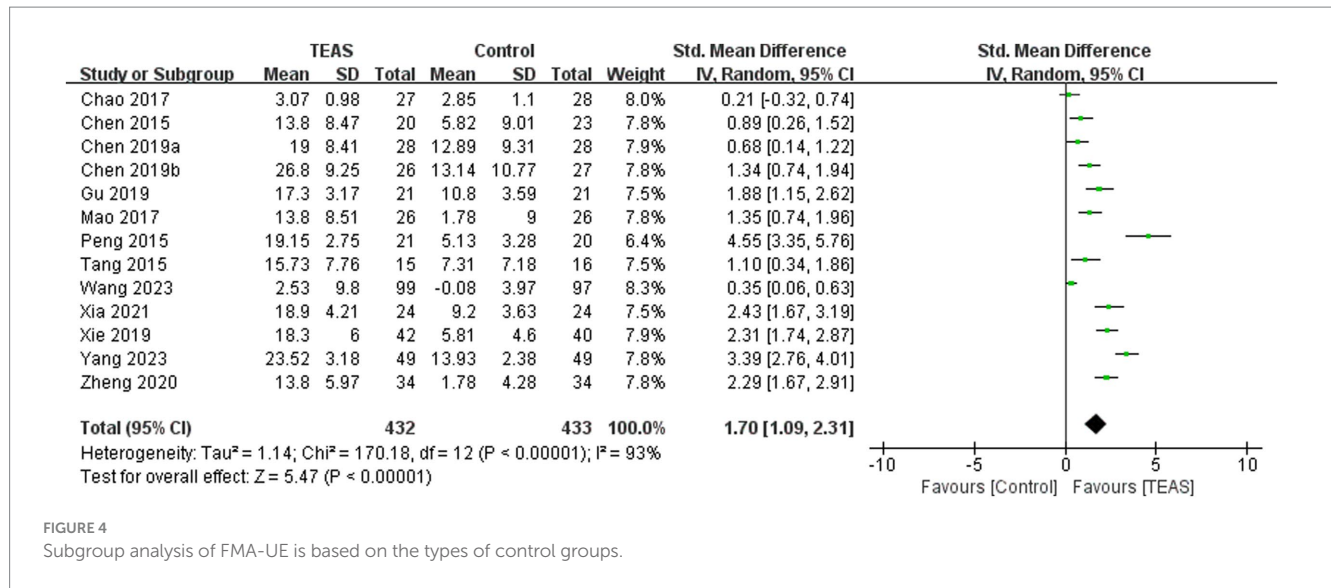 TEAS Control Std. Mean Difference Std. Mean Difference
Study or Subgroup Mean SD Total Mean SD Total Weight IV, Random, 95% CI IV, Random, 95% CI
Chao 2017 3.07 0.98 27 2.85 1.1 28 8.0% 0.21 [-0.32, 0.74]
Chen 2015 13.8 8.47 20 5.82 9.01 23 7.8% 0.89 [0.26, 1.52]
Chen 2019a 19 8.41 28 12.89 9.31 28 7.9% 0.68 [0.14, 1.22]
Chen 2019b 26.8 9.25 26 13.14 10.77 27 7.8% 1.34 [0.74, 1.94]
Gu 2019 17.3 3.17 21 10.8 3.59 21 7.5% 1.88 [1.15, 2.62]
Mao 2017 13.8 8.51 26 1.78 9 26 7.8% 1.35 [0.74, 1.96]
Peng 2015 19.15 2.75 21 5.13 3.28 20 6.4% 4.55 [3.35, 5.76]
Tang 2015 15.73 7.76 15 7.31 7.18 16 7.5% 1.10 [0.34, 1.86]
Wang 2023 2.53 9.8 99 -0.08 3.97 97 8.3% 0.35 [0.06, 0.63]
Xia 2021 18.9 4.21 24 9.2 3.63 24 7.5% 2.43 [1.67, 3.19]
Xie 2019 18.3 6 42 5.81 4.6 40 7.9% 2.31 [1.74, 2.87]
Yang 2023 23.52 3.18 49 13.93 2.38 49 7.8% 3.39 [2.76, 4.01]
Zheng 2020 13.8 5.97 34 1.78 4.28 34 7.8% 2.29 [1.67, 2.91]
Total (95% CI) 432 433 100.0% 1.70 [1.09, 2.31]
Heterogeneity: Tau² = 1.14; Chi² = 170.18, df = 12 (P < 0.00001); I² = 93%
Test for overall effect: Z = 5.47 (P < 0.00001)
-10 -5 0 5 10
Favours [Control] Favours [TEAS]
FIGURE 4
Subgroup analysis of FMA-UE is based on the types of control groups.